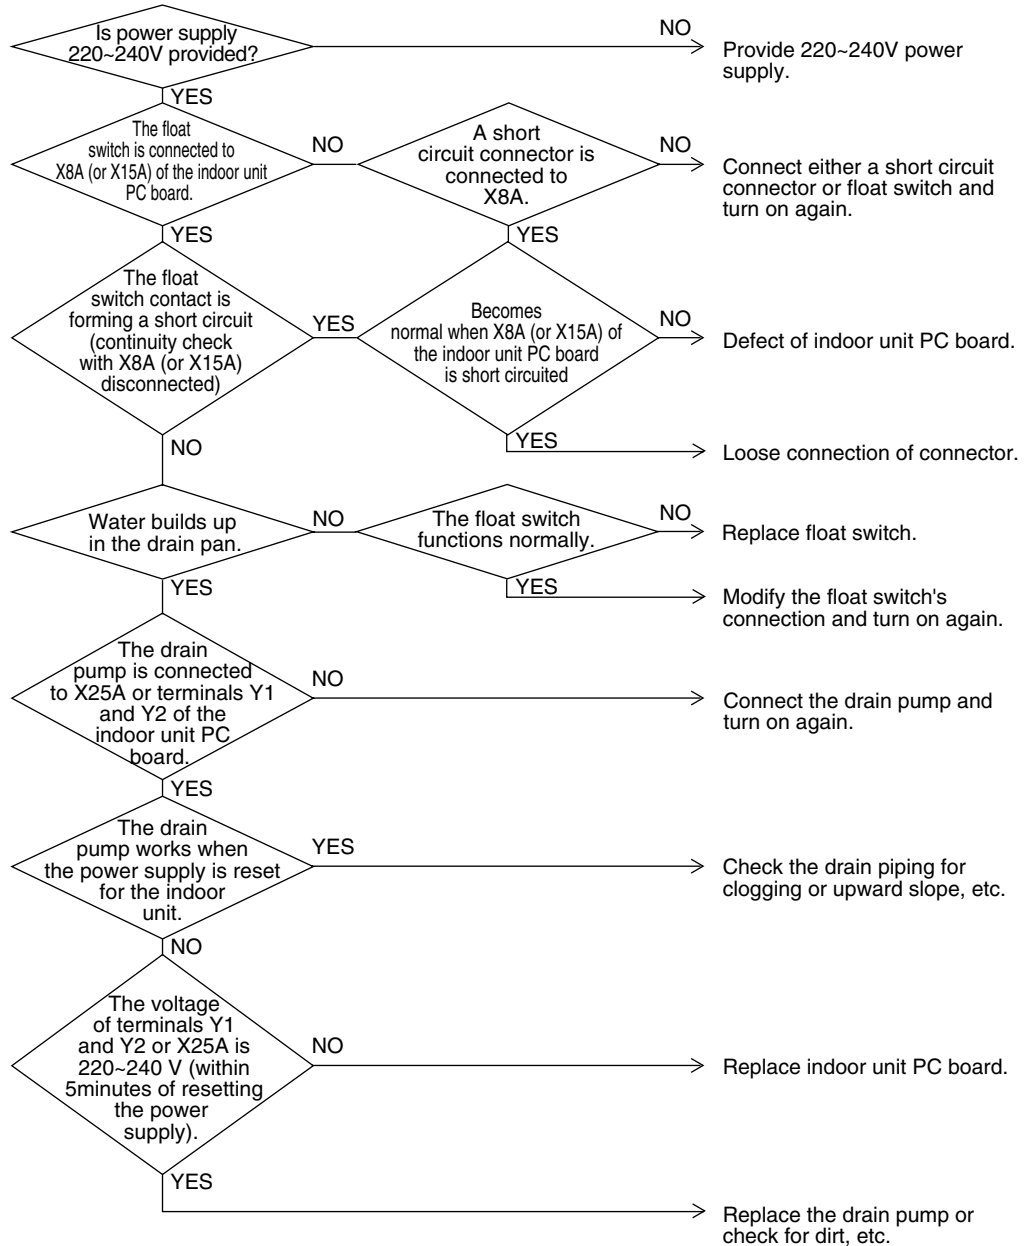 Is power supply
220~240V provided?
NO
Provide 220~240V power
supply.
YES
The float
switch is connected to
X8A (or X15A) of the indoor unit
PC board.
NO
A short
circuit connector is
connected to
X8A.
NO
Connect either a short circuit
connector or float switch and
turn on again.
YES
YES
The float
switch contact is
forming a short circuit
(continuity check
with X8A (or X15A)
disconnected)
YES
Becomes
normal when X8A (or X15A) of
the indoor unit PC board
is short circuited
NO
Defect of indoor unit PC board.
YES
Loose connection of connector.
NO
Water builds up
in the drain pan.
NO
The float switch
functions normally.
NO
Replace float switch.
YES
Modify the float switch's
connection and turn on again.
YES
The drain
pump is connected
to X25A or terminals Y1
and Y2 of the
indoor unit PC
board.
NO
Connect the drain pump and
turn on again.
YES
The drain
pump works when
the power supply is reset
for the indoor
unit.
YES
Check the drain piping for
clogging or upward slope, etc.
NO
The voltage
of terminals Y1
and Y2 or X25A is
220~240 V (within
5minutes of resetting
the power
supply).
NO
Replace indoor unit PC board.
YES
Replace the drain pump or
check for dirt, etc.